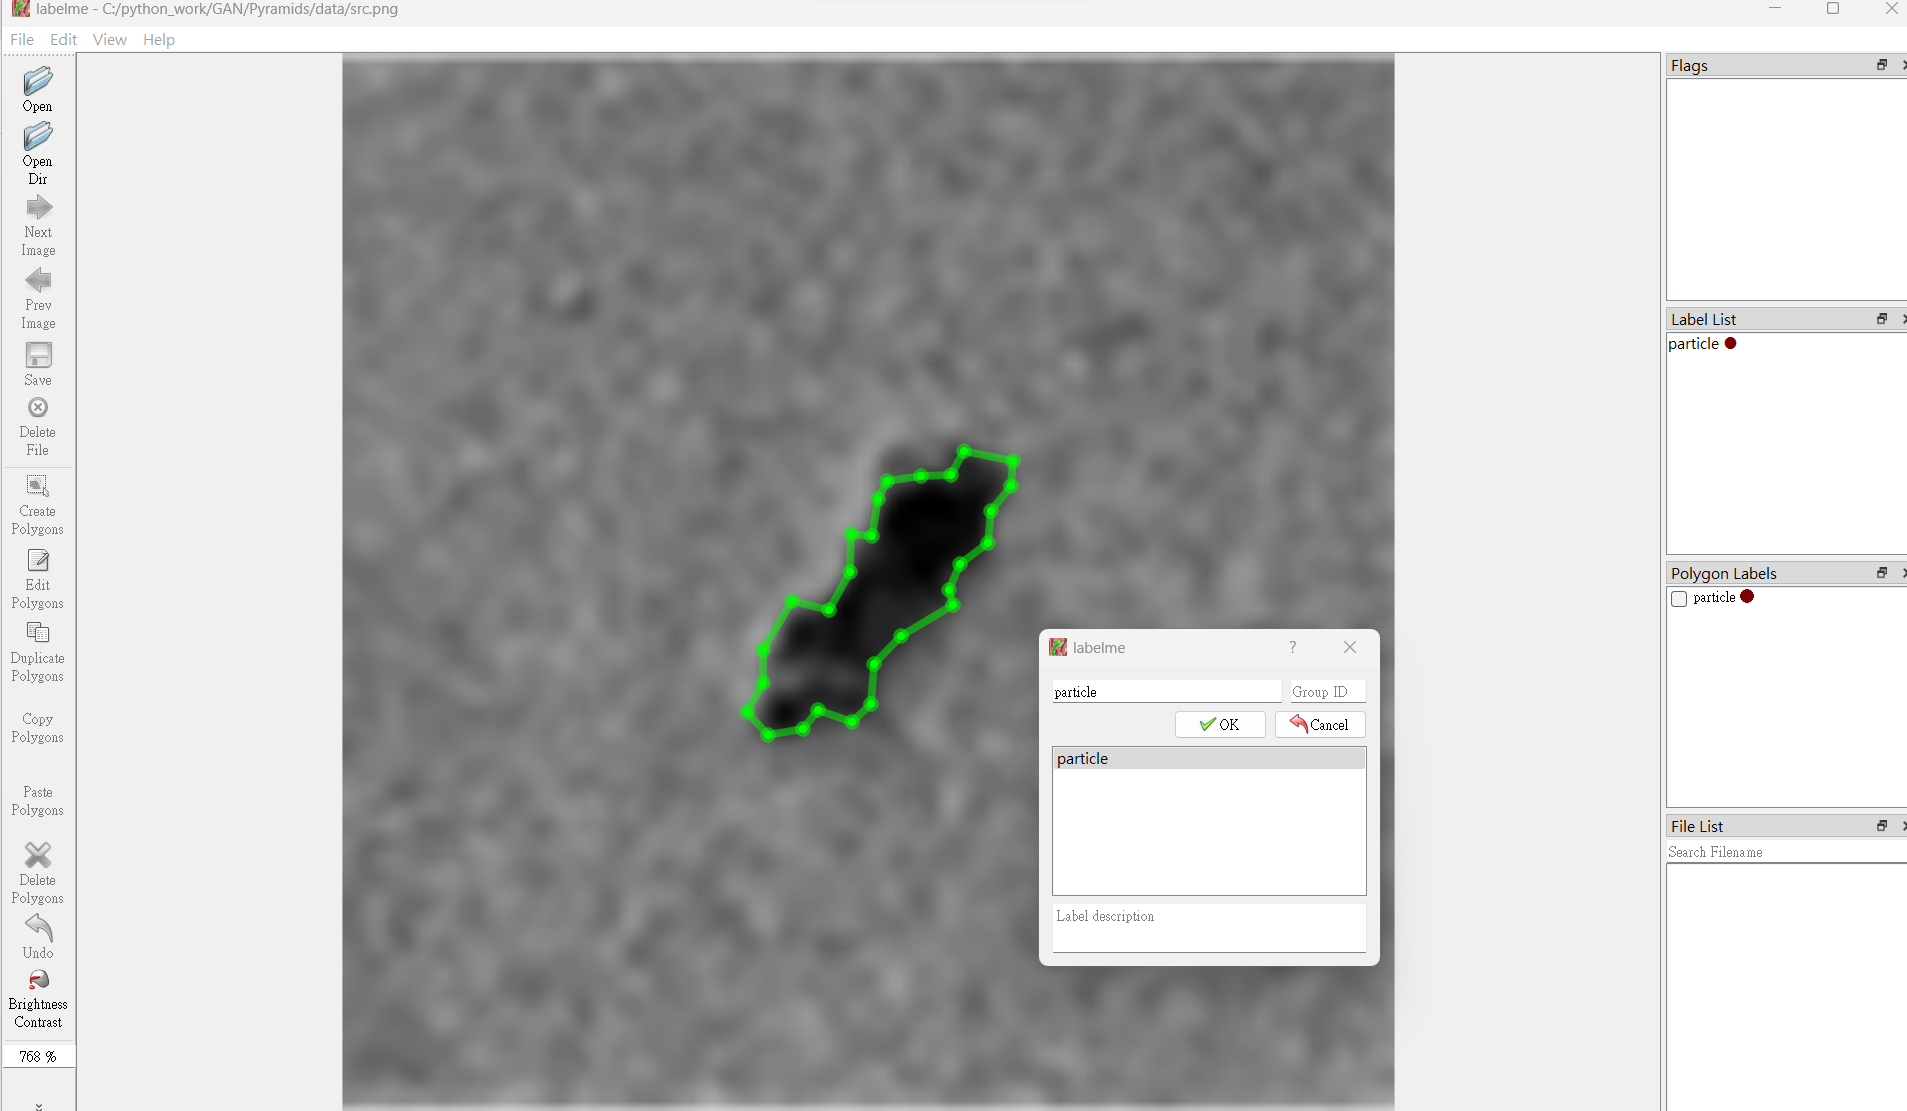 labelme - C:/python_work/GAN/Pyramids/data/src.png
File Edit View Help
Open
Open
Dir
Next
Image
Prev
Image
Save
Delete
File
Create
Polygons
Edit
Polygons
Duplicate
Polygons
Copy
Polygons
Paste
Polygons
Delete
Polygons
Undo
Brightness
Contrast
768 %
labelme ?
particle Group ID
OK Cancel
particle
Label description
Flags
Label List
particle
Polygon Labels
particle
File List
Search Filename